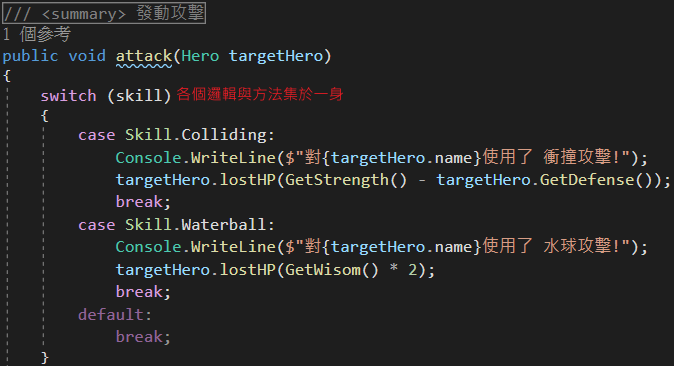 /// <summary> 發動攻擊
1 個參考
public void attack(Hero targetHero)
{
switch (skill) 各個邏輯與方法集於一身
{
case Skill.Colliding:
Console.WriteLine($"對{targetHero.name}使用了 衝撞攻擊!");
targetHero.lostHP(GetStrength() - targetHero.GetDefense());
break;
case Skill.Waterball:
Console.WriteLine($"對{targetHero.name}使用了 水球攻擊!");
targetHero.lostHP(GetWisom() * 2);
break;
default:
break;
}